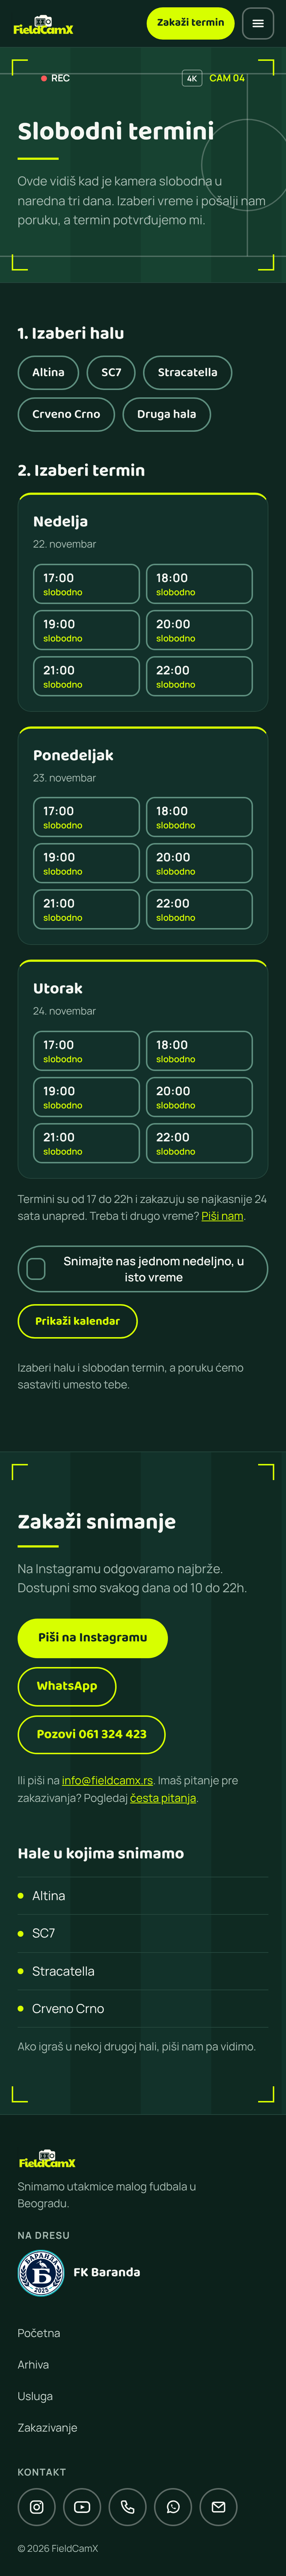 FieldCamX
Zakaži termin
REC
4K
CAM 04
Slobodni termini
Ovde vidiš kad je kamera slobodna u
naredna tri dana. Izaberi vreme i pošalji nam
poruku, a termin potvrđujemo mi.
1. Izaberi halu
Altina
SC7
Stracatella
Crveno Crno
Druga hala
2. Izaberi termin
Nedelja
22. novembar
17:00
slobodno
18:00
slobodno
19:00
slobodno
20:00
slobodno
21:00
slobodno
22:00
slobodno
Ponedeljak
23. novembar
17:00
slobodno
18:00
slobodno
19:00
slobodno
20:00
slobodno
21:00
slobodno
22:00
slobodno
Utorak
24. novembar
17:00
slobodno
18:00
slobodno
19:00
slobodno
20:00
slobodno
21:00
slobodno
22:00
slobodno
Termini su od 17 do 22h i zakazuju se najkasnije 24
sata unapred. Treba ti drugo vreme? Piši nam.
Snimajte nas jednom nedeljno, u
isto vreme
Prikaži kalendar
Izaberi halu i slobodan termin, a poruku ćemo
sastaviti umesto tebe.
Zakaži snimanje
Na Instagramu odgovaramo najbrže.
Dostupni smo svakog dana od 10 do 22h.
Piši na Instagramu
WhatsApp
Pozovi 061 324 423
Ili piši na info@fieldcamx.rs. Imaš pitanje pre
zakazivanja? Pogledaj česta pitanja.
Hale u kojima snimamo
Altina
SC7
Stracatella
Crveno Crno
Ako igraš u nekoj drugoj hali, piši nam pa vidimo.
FieldCamX
Snimamo utakmice malog fudbala u
Beogradu.
NA DRESU
БАРАНДА
Б
2023
FK Baranda
Početna
Arhiva
Usluga
Zakazivanje
KONTAKT
© 2026 FieldCamX